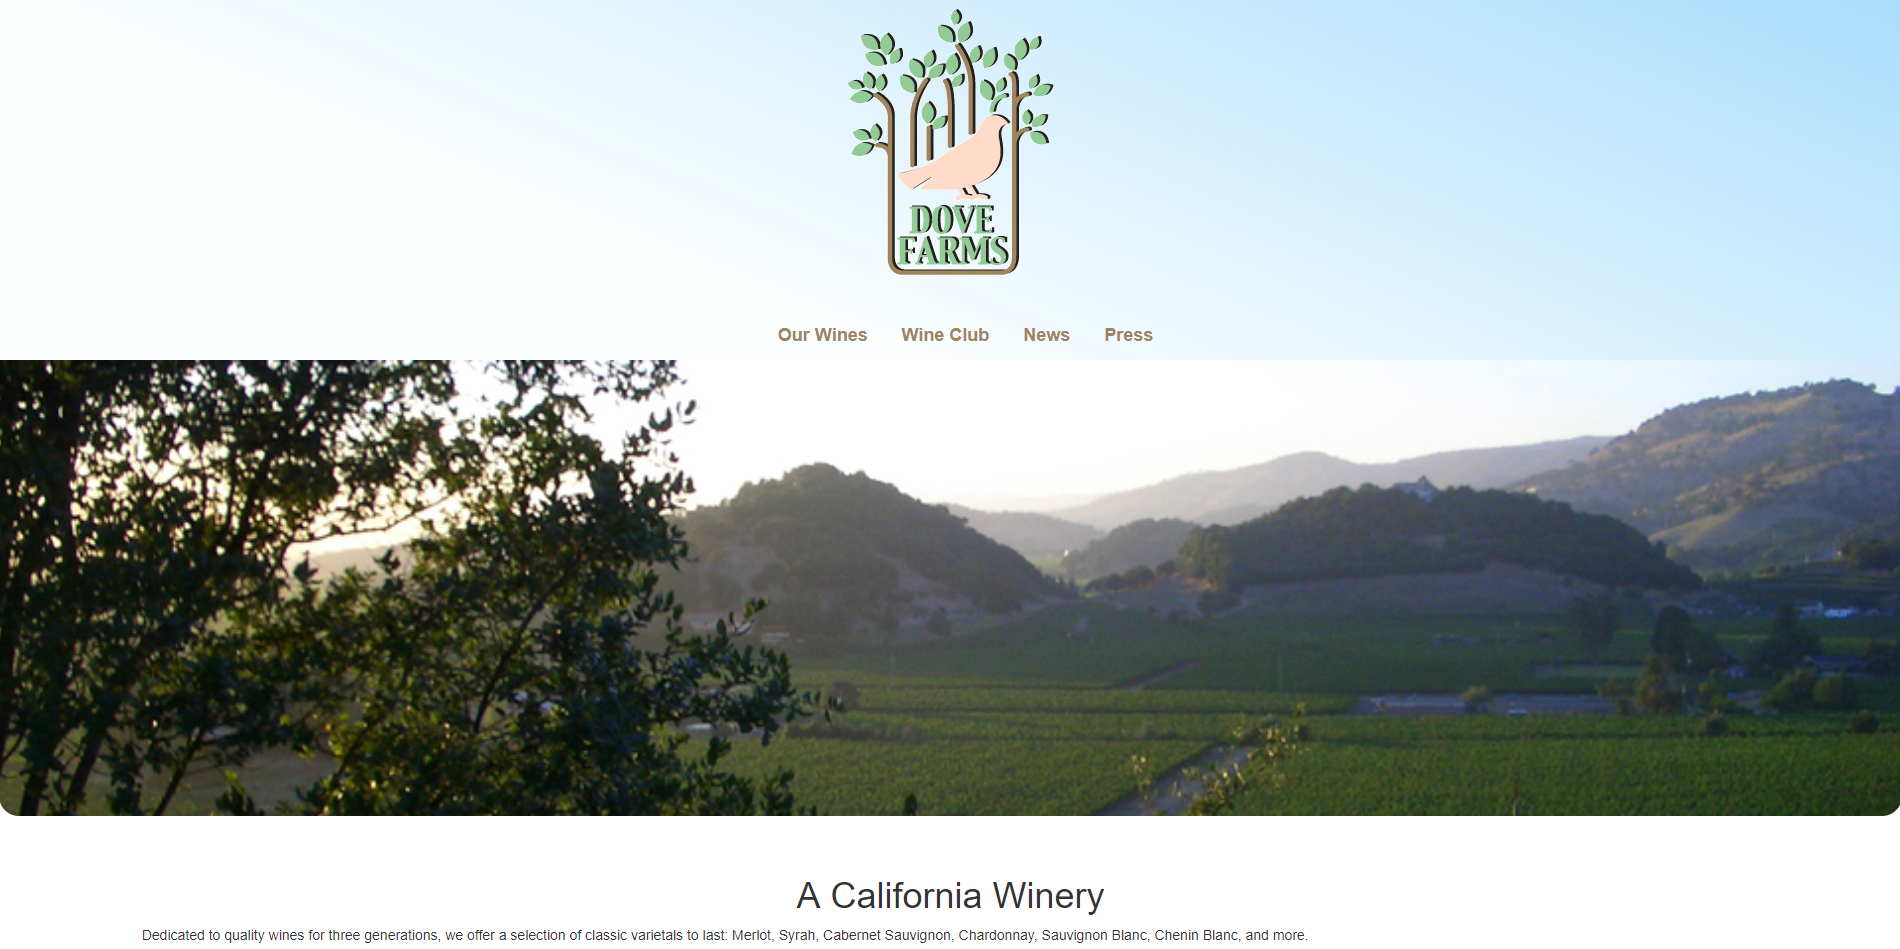 DOVE
FARMS
Our Wines Wine Club News Press
A California Winery
Dedicated to quality wines for three generations, we offer a selection of classic varietals to last: Merlot, Syrah, Cabernet Sauvignon, Chardonnay, Sauvignon Blanc, Chenin Blanc, and more.